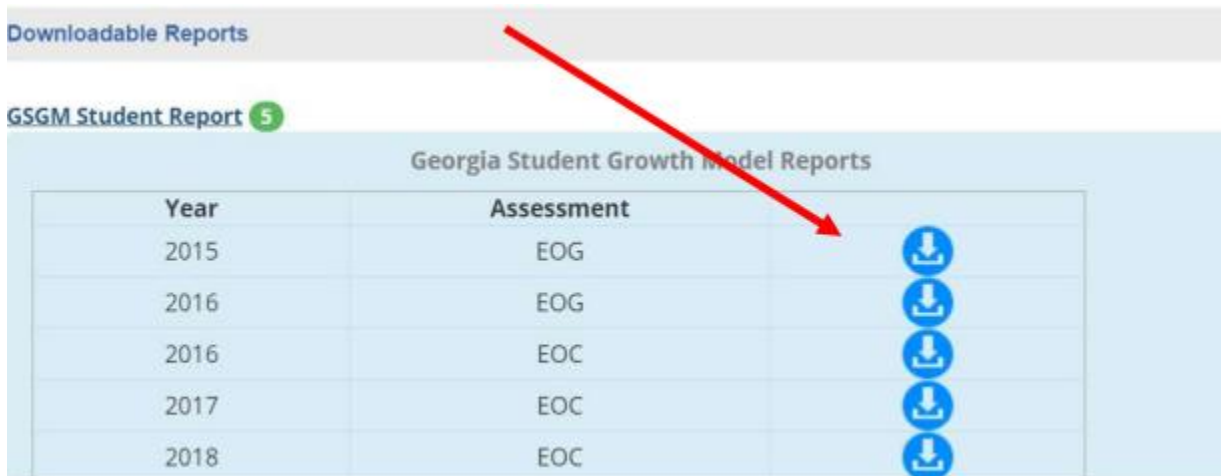 Downloadable Reports
GSGM Student Report 5
Georgia Student Growth Model Reports
Year Assessment
2015 EOG
2016 EOG
2016 EOC
2017 EOC
2018 EOC